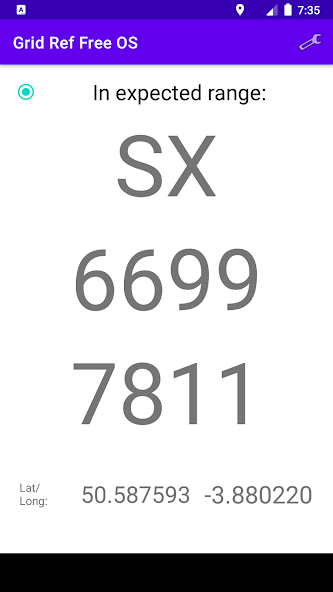 A 7:35
Grid Ref Free OS
In expected range:
SX
6699
7811
Lat/
Long:
50.587593 -3.880220